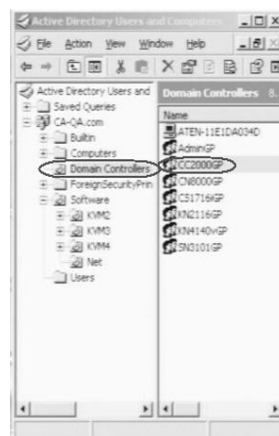 Active Directory Users and Computers
File Action View Window Help
Active Directory Users and
Saved Queries
CA-QA.com
Builtin
Computers
Domain Controllers
ForeignSecurityPrin
Software
KVM2
KVM3
KVM4
Net
Users
Domain Controllers 8
Name
ATEN-11E1DA034D
AdminGP
CC2000GP
CN8000GP
CS1716iGP
KN2116GP
KN4140vGP
SN3101GP